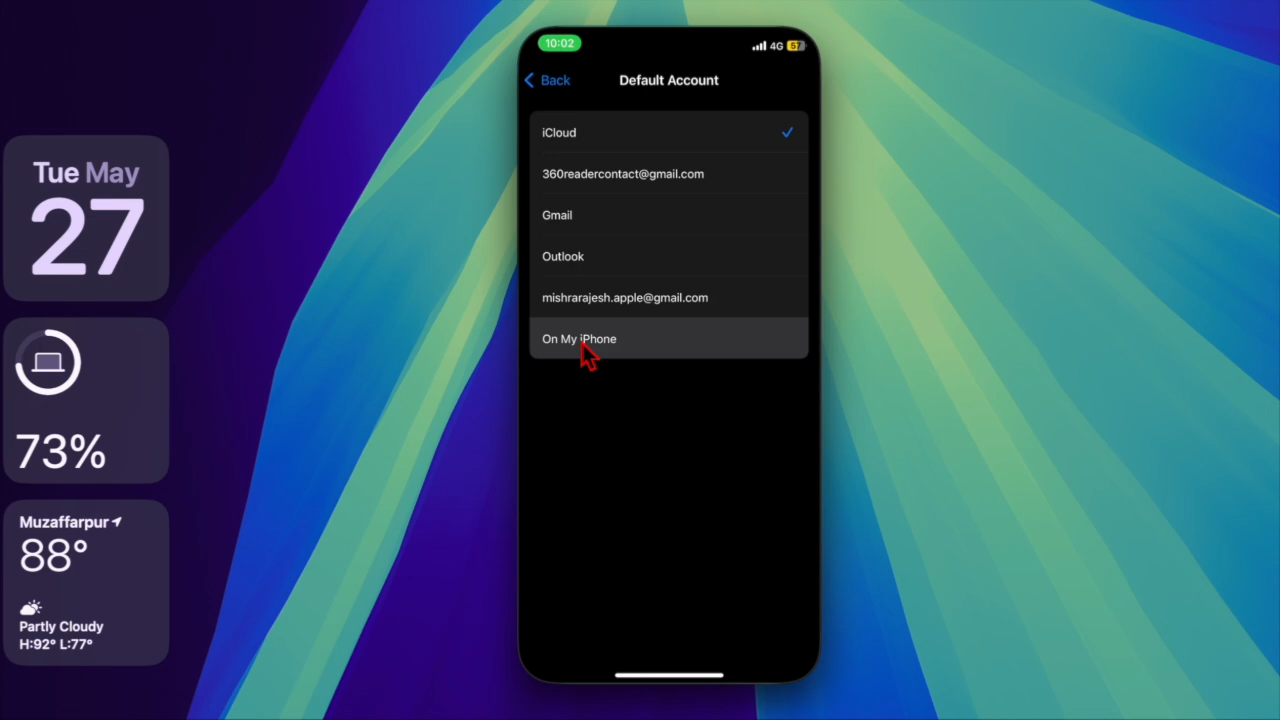 Tue May
27
73%
Muzaffarpur
88°
Partly Cloudy
H:92° L:77°
10:02
4G 57
Back
Default Account
iCloud
360readercontact@gmail.com
Gmail
Outlook
mishrarajesh.apple@gmail.com
On My iPhone